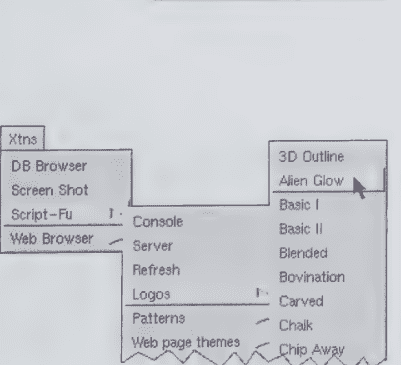 Xtns
DB Browser
Screen Shot
Script-Fu
Web Browser
Console
Server
Refresh
Logos
Patterns
Web page themes
3D Outline
Alien Glow
Basic I
Basic II
Blended
Bovination
Carved
Chalk
Chip Away